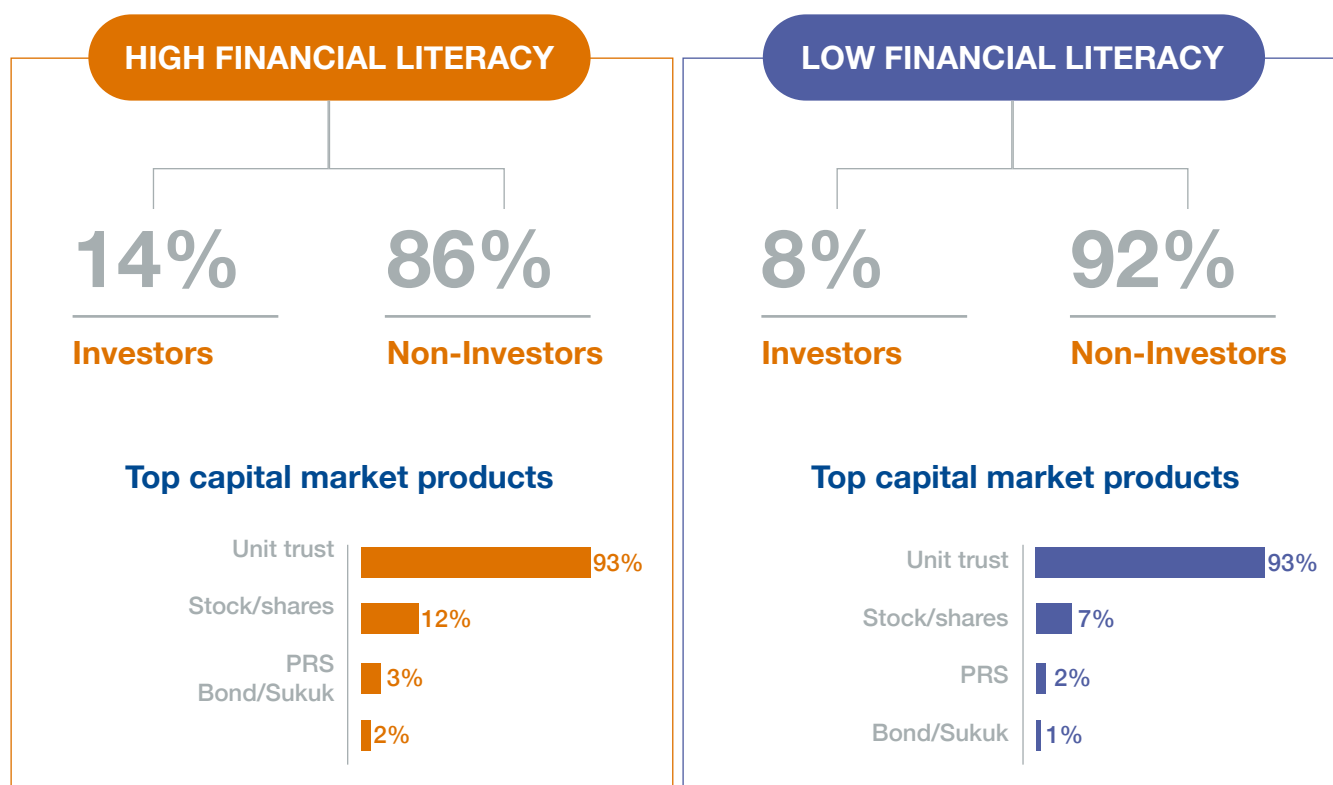 HIGH FINANCIAL LITERACY
14%
86%
Investors
Non-Investors
Top capital market products
Unit trust
93%
Stock/shares
12%
PRS
3%
Bond/Sukuk
2%
LOW FINANCIAL LITERACY
8%
92%
Investors
Non-Investors
Top capital market products
Unit trust
93%
Stock/shares
7%
PRS
2%
Bond/Sukuk
1%